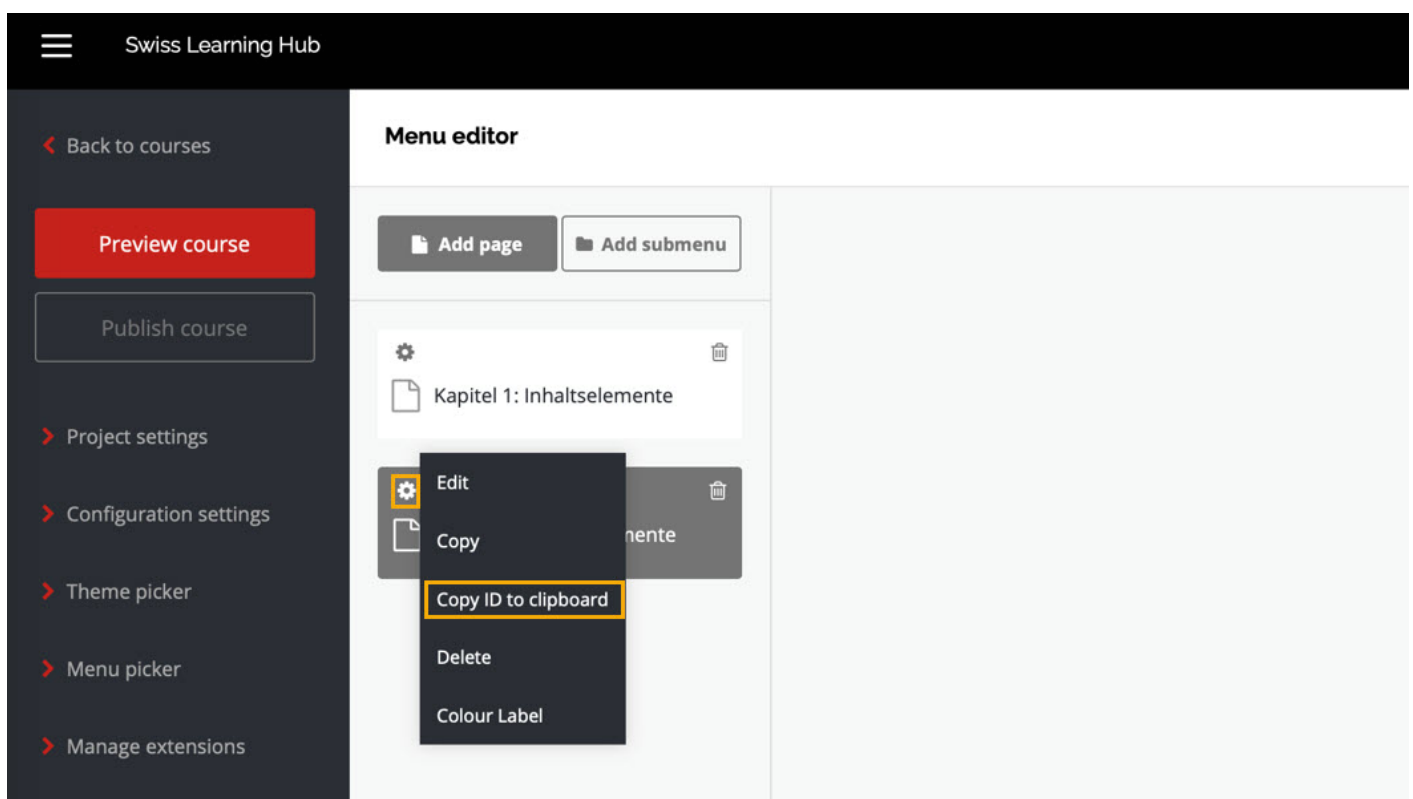 Swiss Learning Hub
Back to courses
Menu editor
Preview course
Add page
Add submenu
Publish course
Kapitel 1: Inhaltselemente
Project settings
Edit
Configuration settings
Copy
Copy ID to clipboard
Theme picker
Delete
Menu picker
Colour Label
Manage extensions